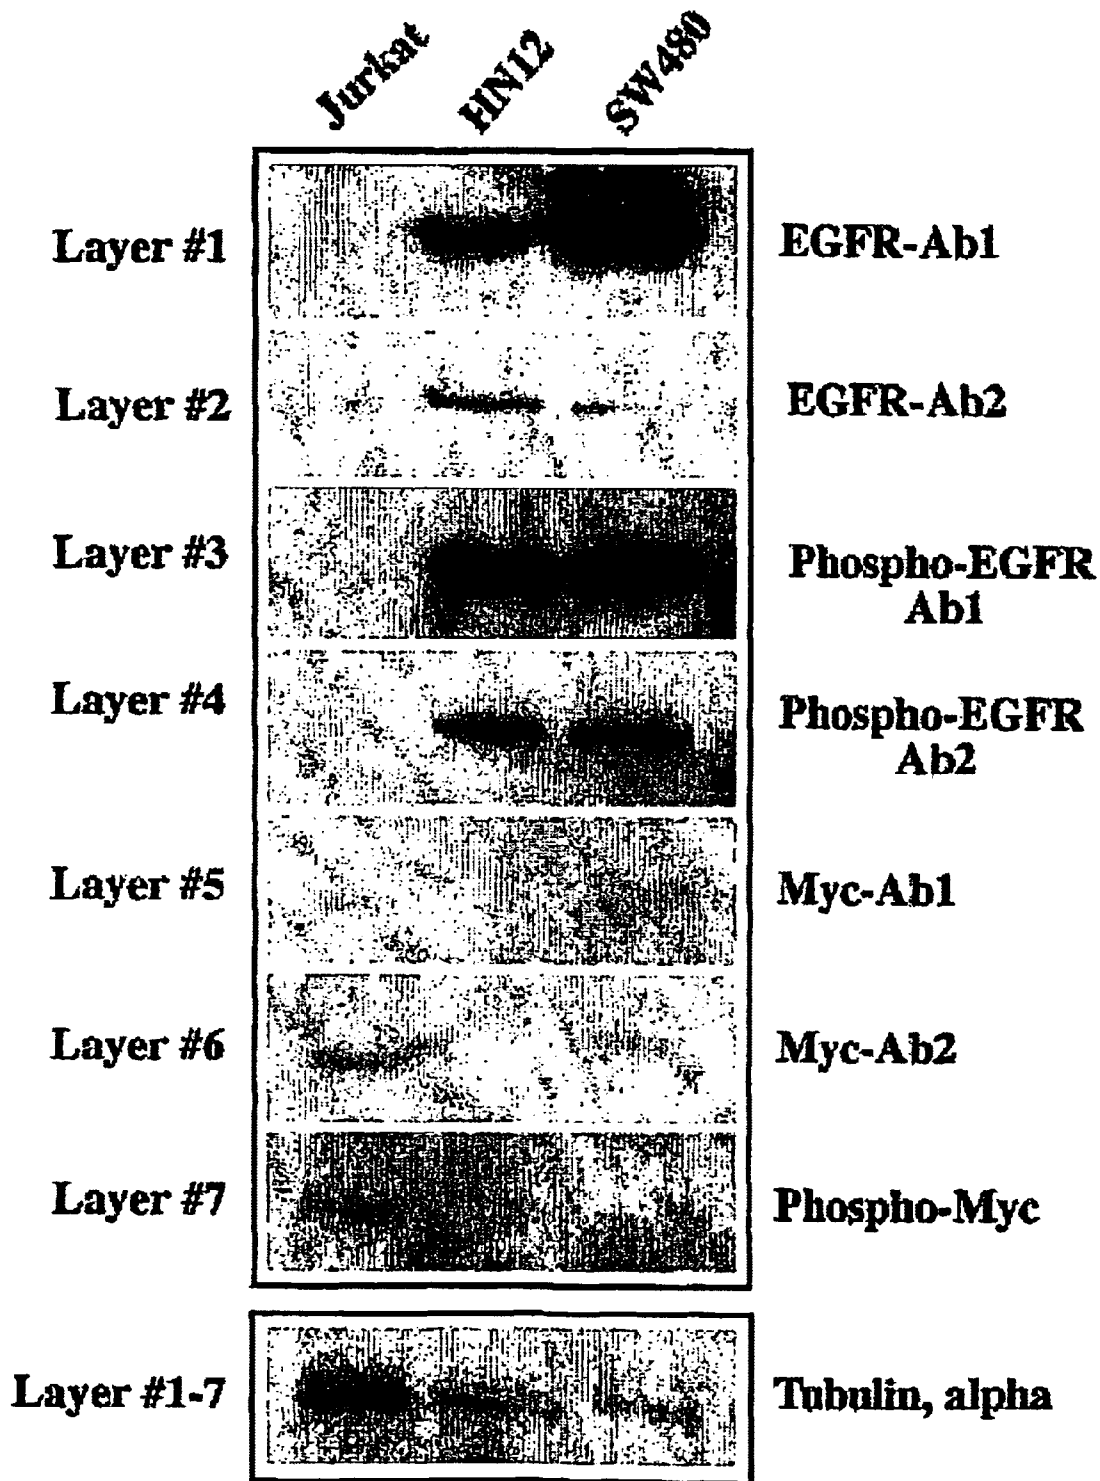 Jurkat HN12 SW480
Layer #1 EGFR-Ab1
Layer #2 EGFR-Ab2
Layer #3 Phospho-EGFR
Ab1
Layer #4 Phospho-EGFR
Ab2
Layer #5 Myc-Ab1
Layer #6 Myc-Ab2
Layer #7 Phospho-Myc
Layer #1-7 Tubulin, alpha